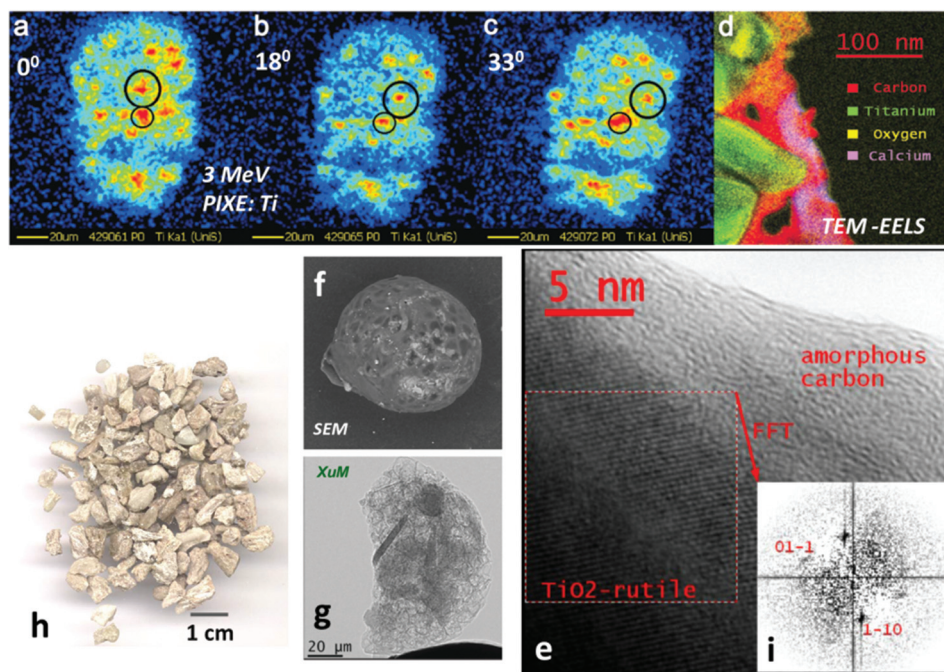 a
0⁰
3 MeV
PIXE: Ti
20um 429061 P0 Ti Ka1 (UniS)
b
18⁰
20um 429065 P0 Ti Ka1 (UniS)
c
33⁰
20um 429072 P0 Ti Ka1 (UniS)
d
100 nm
Carbon
Titanium
Oxygen
Calcium
TEM -EELS
h
1 cm
f
SEM
XuM
g
20 µm
5 nm
amorphous
carbon
FFT
TiO2-rutile
e
01-1
1-10
i